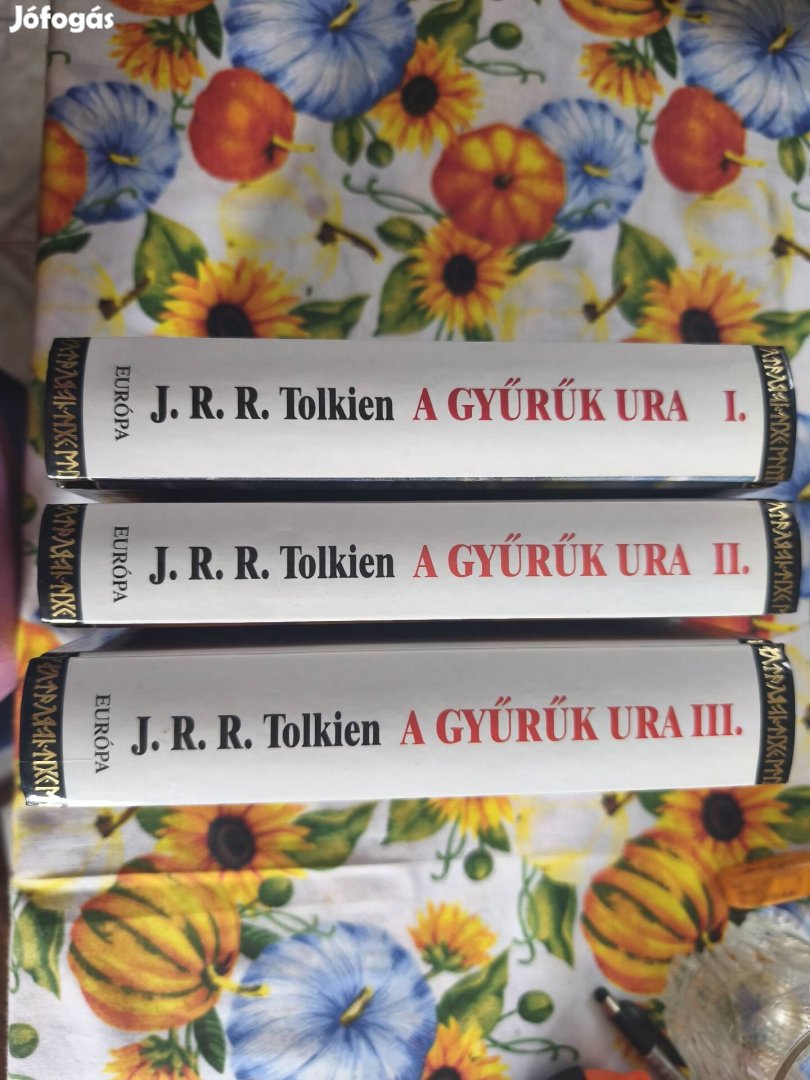 Jófogás
EURÓPA J. R. R. Tolkien A GYŰRŰK URA I.
EURÓPA J. R. R. Tolkien A GYŰRŰK URA II.
EURÓPA J. R. R. Tolkien A GYŰRŰK URA III.